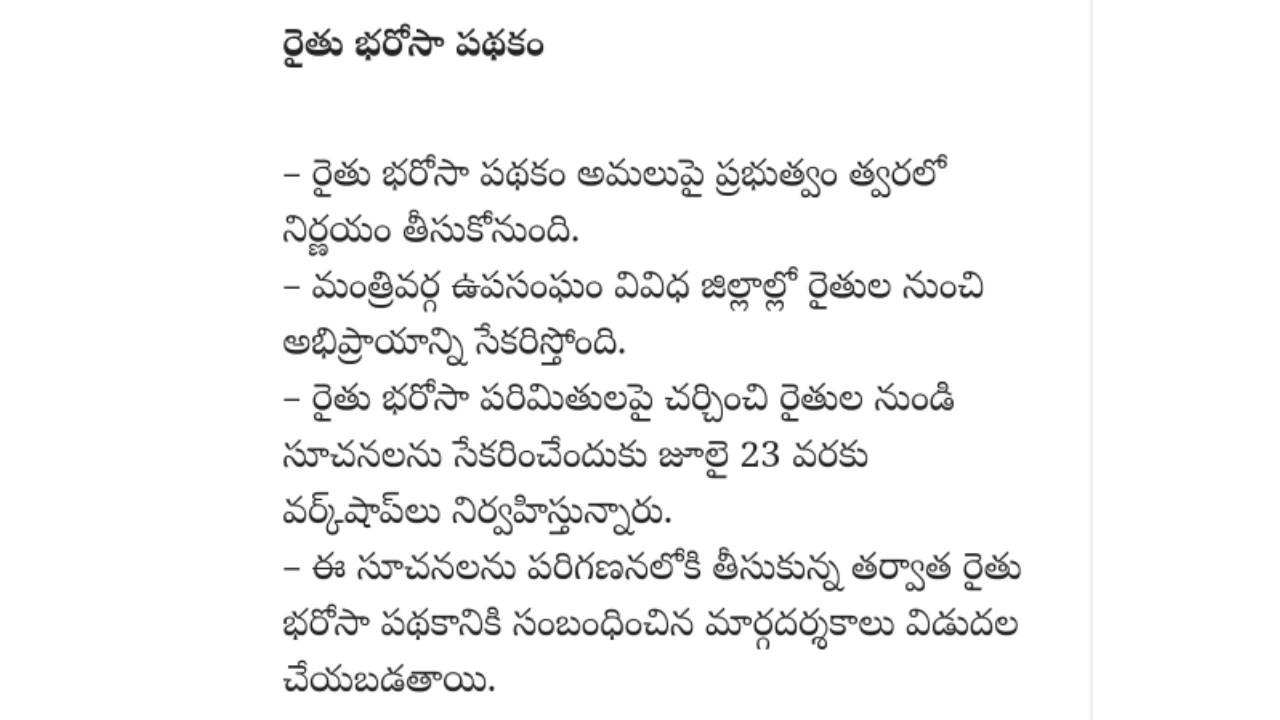 రైతు భరోసా పథకం
– రైతు భరోసా పథకం అమలుపై ప్రభుత్వం త్వరలో
నిర్ణయం తీసుకోనుంది.
– మంత్రివర్గ ఉపసంఘం వివిధ జిల్లాల్లో రైతుల నుంచి
అభిప్రాయాన్ని సేకరిస్తోంది.
– రైతు భరోసా పరిమితులపై చర్చించి రైతుల నుండి
సూచనలను సేకరించేందుకు జూలై 23 వరకు
వర్క్‌షాప్‌లు నిర్వహిస్తున్నారు.
– ఈ సూచనలను పరిగణనలోకి తీసుకున్న తర్వాత రైతు
భరోసా పథకానికి సంబంధించిన మార్గదర్శకాలు విడుదల
చేయబడతాయి.